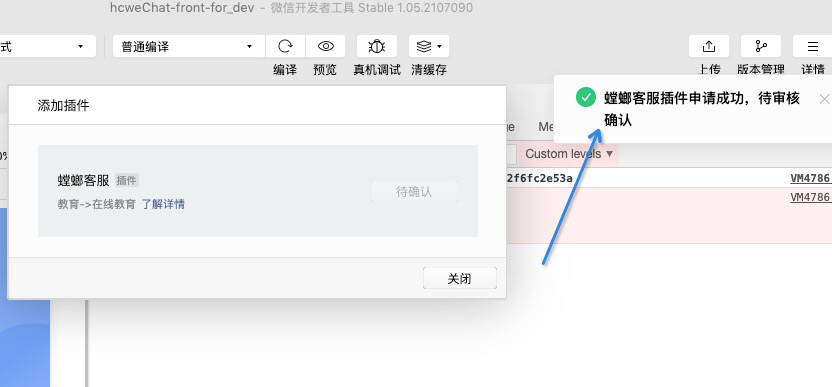 hcweChat-front-for_dev - 微信开发者工具 Stable 1.05.2107090
式
普通编译
编译 预览 真机调试 清缓存 上传 版本管理 详情
添加插件
螳螂客服插件申请成功，待审核
确认
Custom levels ▼
螳螂客服 插件
待确认
教育->在线教育 了解详情
2f6fc2e53a VM4786
VM4786
关闭